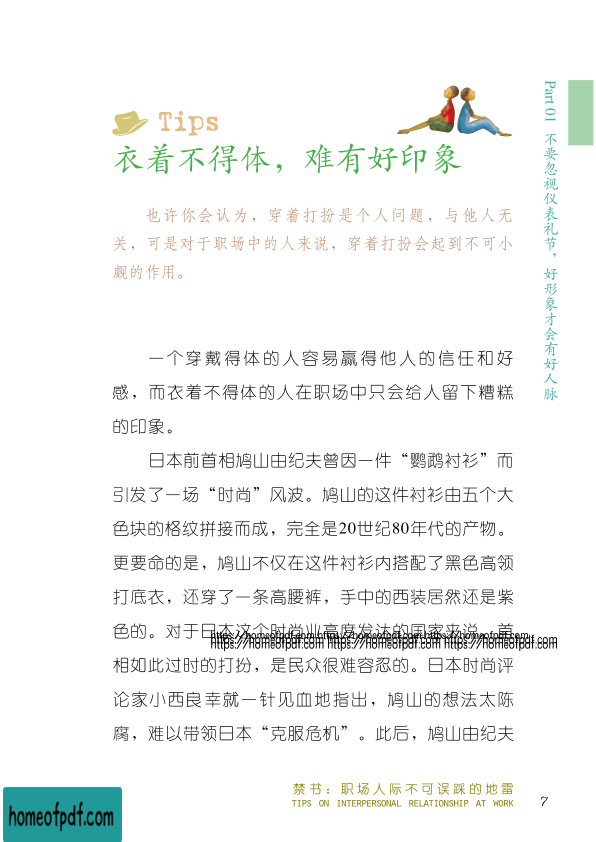 Tips
衣着不得体，难有好印象
也许你会认为，穿着打扮是个人问题，与他人无
关，可是对于职场中的人来说，穿着打扮会起到不可小
觑的作用。
一个穿戴得体的人容易赢得他人的信任和好
感，而衣着不得体的人在职场中只会给人留下糟糕
的印象。
日本前首相鸠山由纪夫曾因一件“鹦鹉衬衫”而
引发了一场“时尚”风波。鸠山的这件衬衫由五个大
色块的格纹拼接而成，完全是20世纪80年代的产物。
更要命的是，鸠山不仅在这件衬衫内搭配了黑色高领
打底衣，还穿了一条高腰裤，手中的西装居然还是紫
色的。对于日本这个时尚业高度发达的国家来说，首
https://homeofpdf.com https://homeofpdf.com https://homeofpdf.com
https://homeofpdf.com https://homeofpdf.com https://homeofpdf.com
相如此过时的打扮，是民众很难容忍的。日本时尚评
论家小西良幸就一针见血地指出，鸠山的想法太陈
腐，难以带领日本“克服危机”。此后，鸠山由纪夫
Part 01 不要忽视仪表礼节，好形象才会有好人脉
禁书：职场人际不可误踩的地雷
TIPS ON INTERPERSONAL RELATIONSHIP AT WORK 7
homeofpdf.com